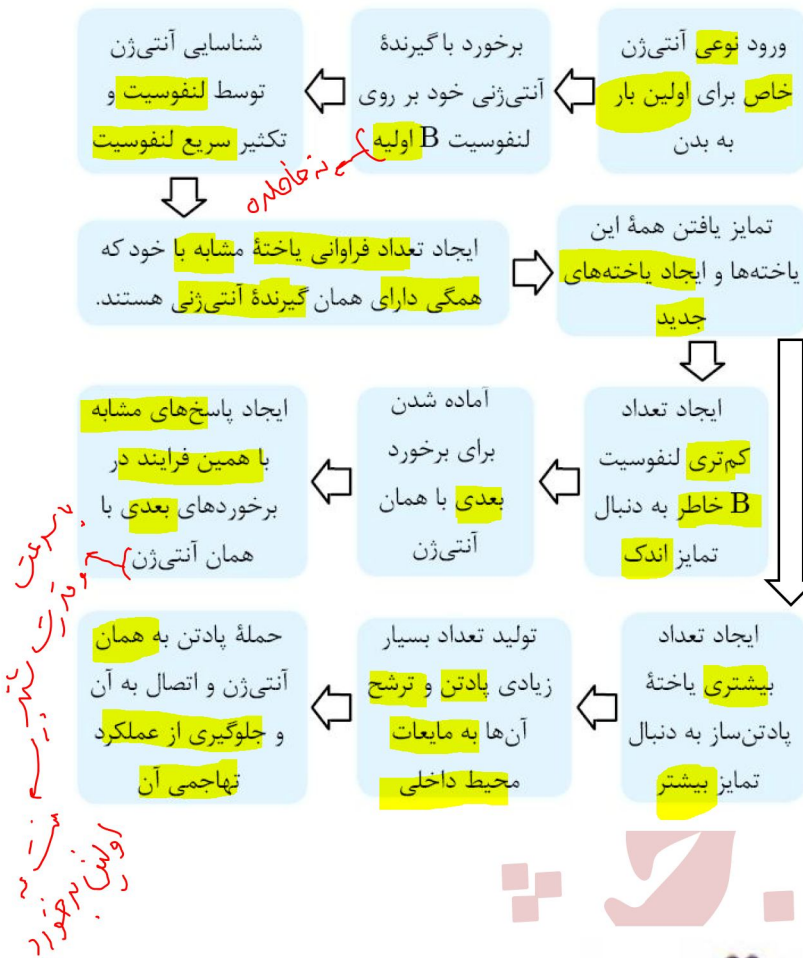 ورود نوعی آنتی‌ژن
خاص برای اولین بار
به بدن
برخورد با گیرندهٔ
آنتی‌ژنی خود بر روی
لنفوسیت B اولیه
شناسایی آنتی‌ژن
توسط لنفوسیت و
تکثیر سریع لنفوسیت
نه خاطره
ایجاد تعداد فراوانی یاختهٔ مشابه با خود که
همگی دارای همان گیرندهٔ آنتی‌ژنی هستند.
تمایز یافتن همهٔ این
یاخته‌ها و ایجاد یاخته‌های
جدید
ایجاد تعداد
کم‌تری لنفوسیت
B خاطر به دنبال
تمایز اندک
آماده شدن
برای برخورد
بعدی با همان
آنتی‌ژن
ایجاد پاسخ‌های مشابه
با همین فرایند در
برخوردهای بعدی با
همان آنتی‌ژن
سرعت
و قدرت بیشتر
نسبت به
اولین برخورد
ایجاد تعداد
بیشتری یاختهٔ
پادتن‌ساز به دنبال
تمایز بیشتر
تولید تعداد بسیار
زیادی پادتن و ترشح
آن‌ها به مایعات
محیط داخلی
حملهٔ پادتن به همان
آنتی‌ژن و اتصال به آن
و جلوگیری از عملکرد
تهاجمی آن